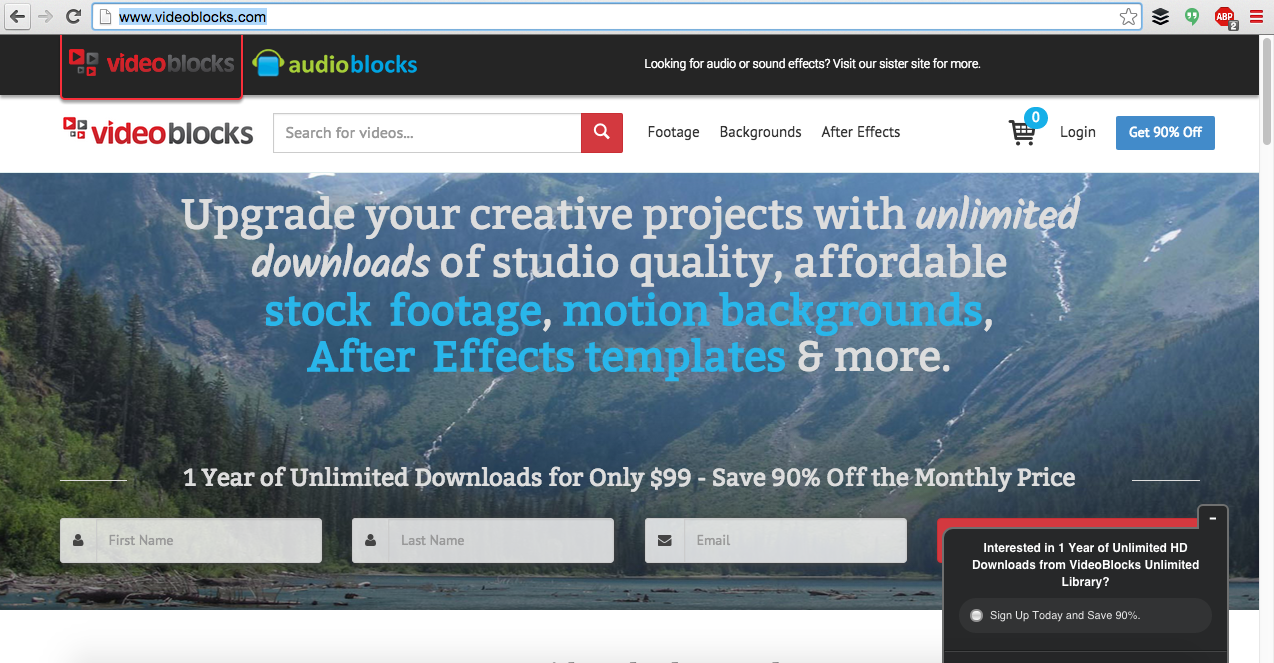 www.videoblocks.com
ABP
2
videoblocks
audioblocks
Looking for audio or sound effects? Visit our sister site for more.
videoblocks
Search for videos...
Footage
Backgrounds
After Effects
0
Login
Get 90% Off
Upgrade your creative projects with unlimited
downloads of studio quality, affordable
stock footage, motion backgrounds,
After Effects templates & more.
1 Year of Unlimited Downloads for Only $99 - Save 90% Off the Monthly Price
First Name
Last Name
Email
Interested in 1 Year of Unlimited HD
Downloads from VideoBlocks Unlimited
Library?
Sign Up Today and Save 90%.